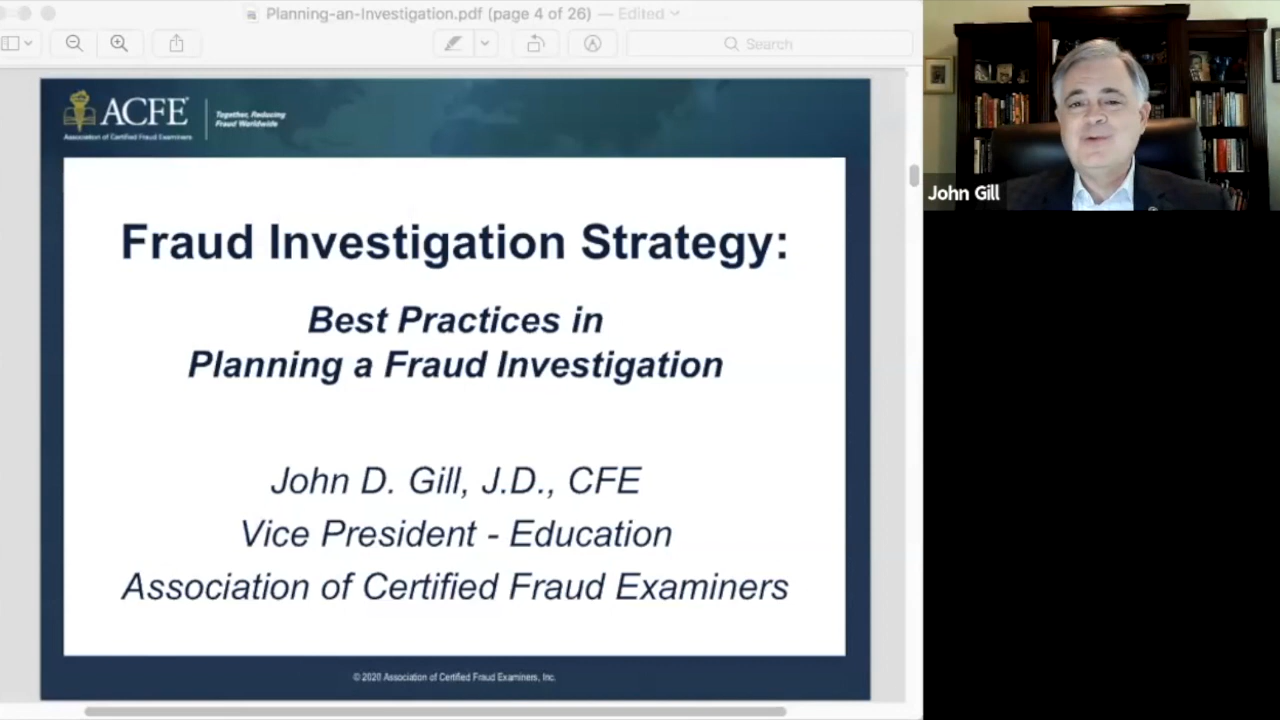 Planning-an-Investigation.pdf (page 4 of 26) — Edited
Search
ACFE
Association of Certified Fraud Examiners
Together, Reducing
Fraud Worldwide
John Gill
Fraud Investigation Strategy:
Best Practices in
Planning a Fraud Investigation
John D. Gill, J.D., CFE
Vice President - Education
Association of Certified Fraud Examiners
© 2020 Association of Certified Fraud Examiners, Inc.